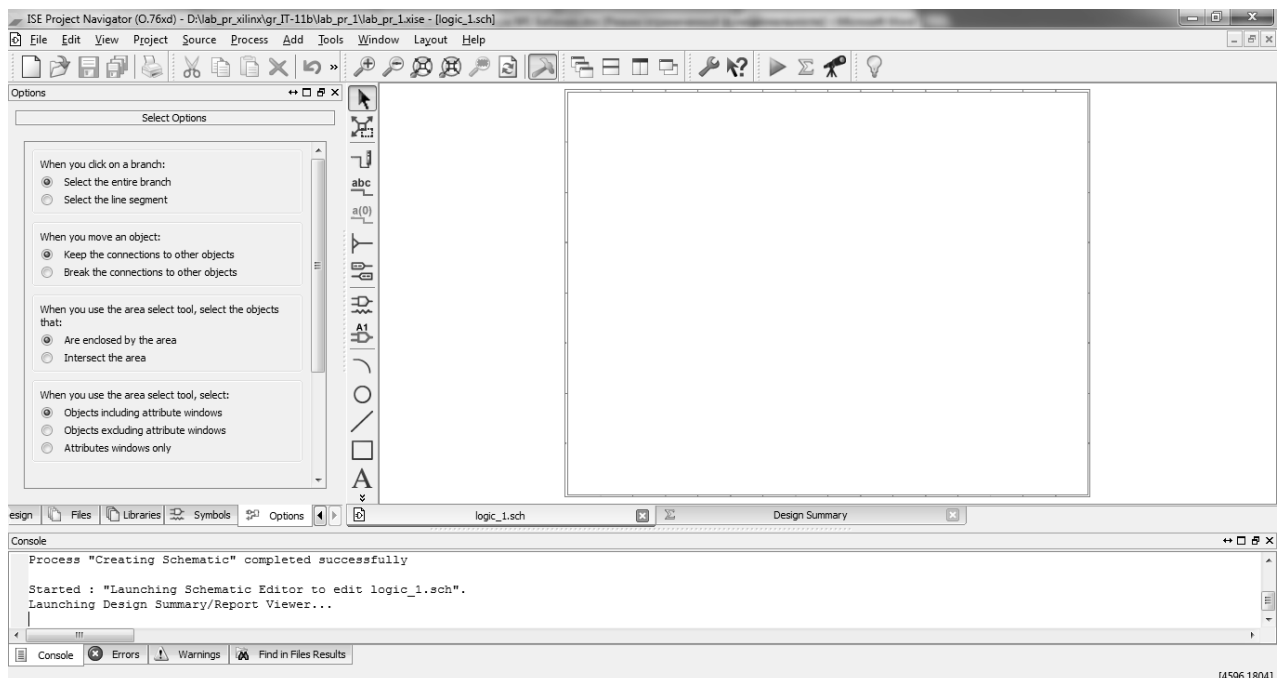 ISE Project Navigator (O.76xd) - D:\lab_pr_xilinx\gr_IT-11b\lab_pr_1\lab_pr_1.xise - [logic_1.sch]
File Edit View Project Source Process Add Tools Window Layout Help
Options
Select Options
When you click on a branch:
Select the entire branch
Select the line segment
When you move an object:
Keep the connections to other objects
Break the connections to other objects
When you use the area select tool, select the objects
that:
Are enclosed by the area
Intersect the area
When you use the area select tool, select:
Objects including attribute windows
Objects excluding attribute windows
Attributes windows only
abc
a(0)
A1
A
esign Files Libraries Symbols Options
logic_1.sch Design Summary
Console
Process "Creating Schematic" completed successfully
Started : "Launching Schematic Editor to edit logic_1.sch".
Launching Design Summary/Report Viewer...
Console Errors Warnings Find in Files Results
[4596,1804]